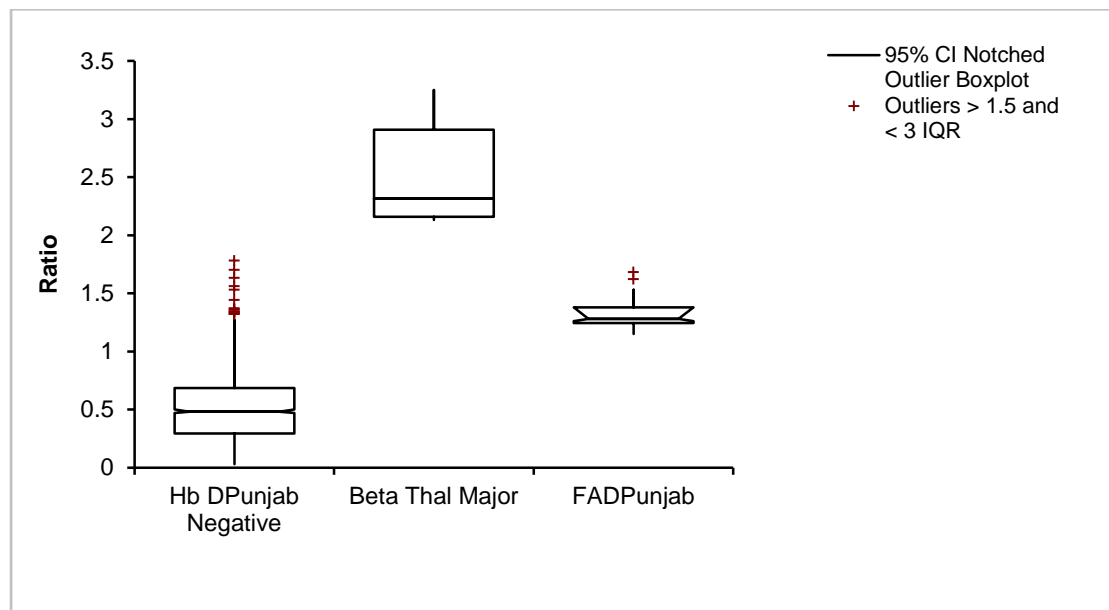 3.5
3
2.5
2
1.5
1
0.5
0
Ratio
Hb DPunjab
Negative
Beta Thal Major
FADPunjab
95% CI Notched
Outlier Boxplot
Outliers > 1.5 and
< 3 IQR